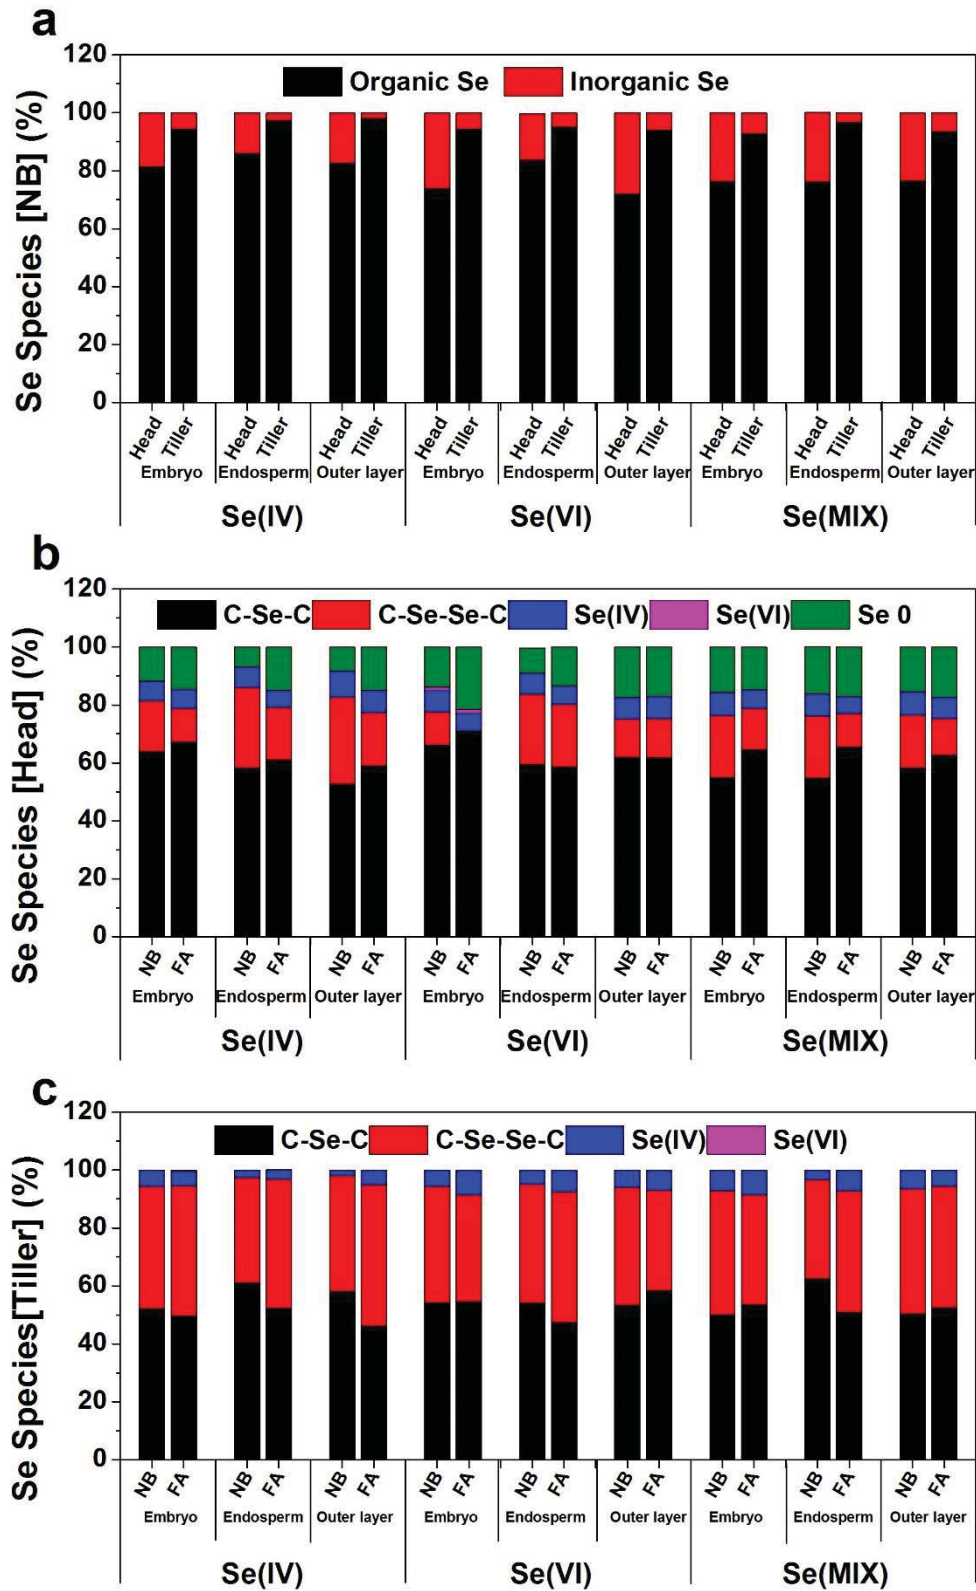 a
Se Species [NB] (%)
120
100
80
60
40
20
0
Organic Se Inorganic Se
Head Tiller Head Tiller Head Tiller Head Tiller Head Tiller Head Tiller Head Tiller Head Tiller Head Tiller
Embryo Endosperm Outer layer Embryo Endosperm Outer layer Embryo Endosperm Outer layer
Se(IV) Se(VI) Se(MIX)
b
Se Species [Head] (%)
120
100
80
60
40
20
0
C-Se-C C-Se-Se-C Se(IV) Se(VI) Se 0
NB FA NB FA NB FA NB FA NB FA NB FA NB FA NB FA NB FA
Embryo Endosperm Outer layer Embryo Endosperm Outer layer Embryo Endosperm Outer layer
Se(IV) Se(VI) Se(MIX)
c
Se Species[Tiller] (%)
120
100
80
60
40
20
0
C-Se-C C-Se-Se-C Se(IV) Se(VI)
NB FA NB FA NB FA NB FA NB FA NB FA NB FA NB FA NB FA
Embryo Endosperm Outer layer Embryo Endosperm Outer layer Embryo Endosperm Outer layer
Se(IV) Se(VI) Se(MIX)